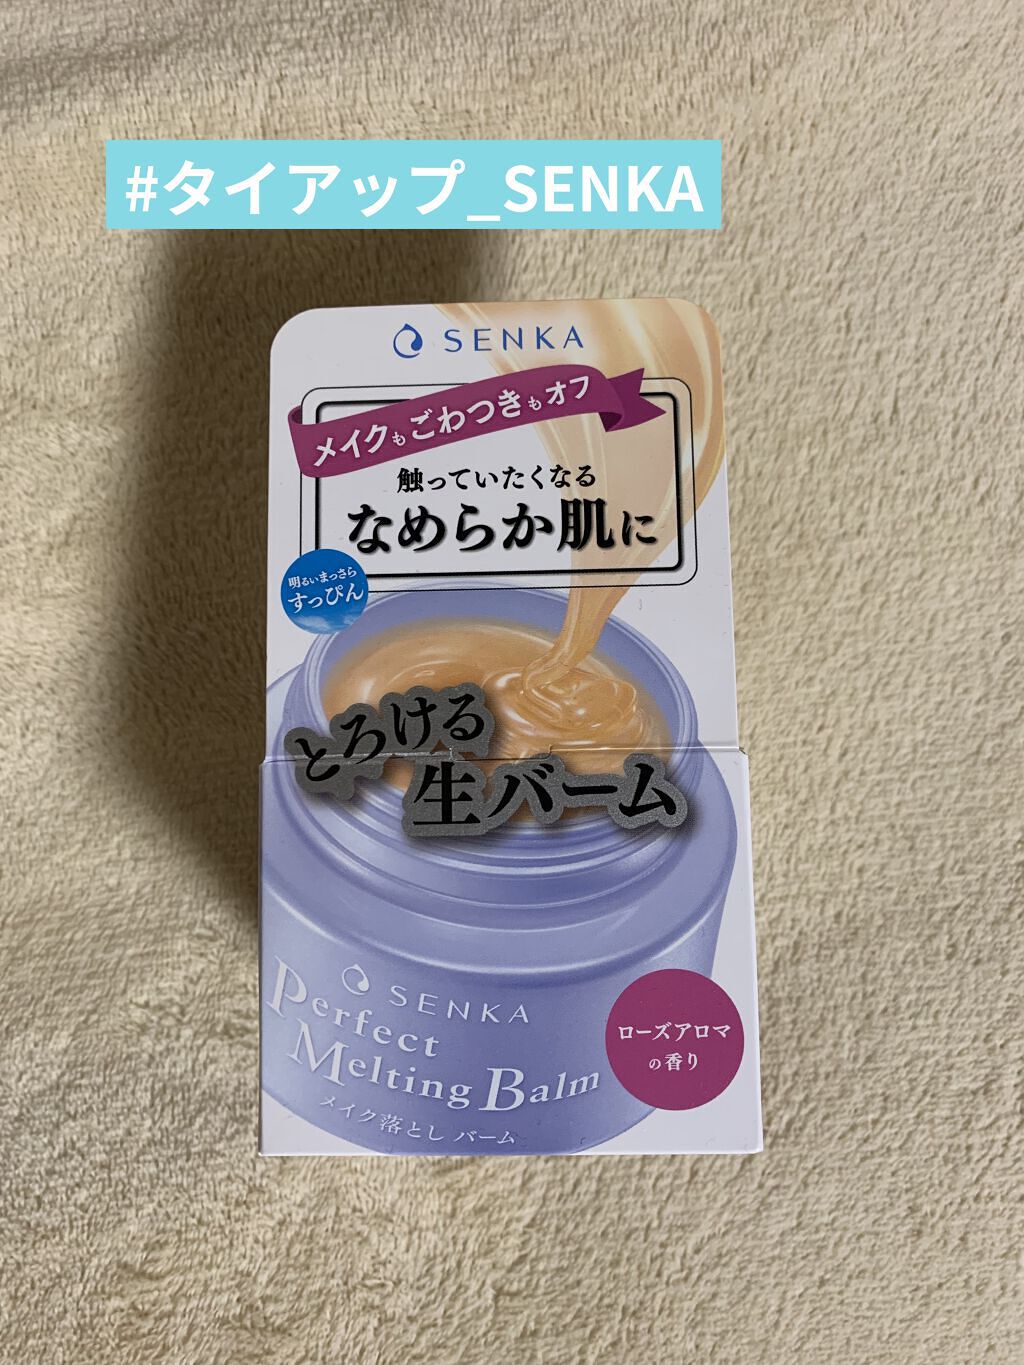 #タイアップ_SENKA
SENKA
メイクもごわつきもオフ
触っていたくなる
なめらか肌に
明るいまっさら
すっぴん
とろける
生バーム
SENKA
Perfect
Melting Balm
メイク落とし バーム
ローズアロマ
の香り